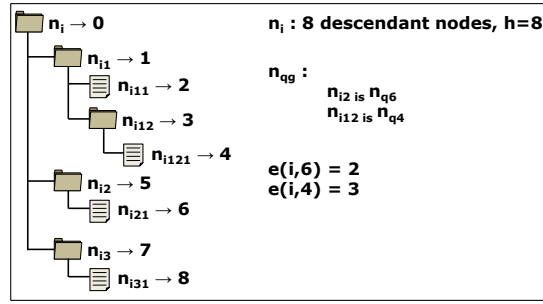 nᵢ → 0
nᵢ₁ → 1
nᵢ₁₁ → 2
nᵢ₁₂ → 3
nᵢ₁₂₁ → 4
nᵢ₂ → 5
nᵢ₂₁ → 6
nᵢ₃ → 7
nᵢ₃₁ → 8
nᵢ : 8 descendant nodes, h=8
n_qg :
nᵢ₂ is n_q6
nᵢ₁₂ is n_q4
e(i,6) = 2
e(i,4) = 3